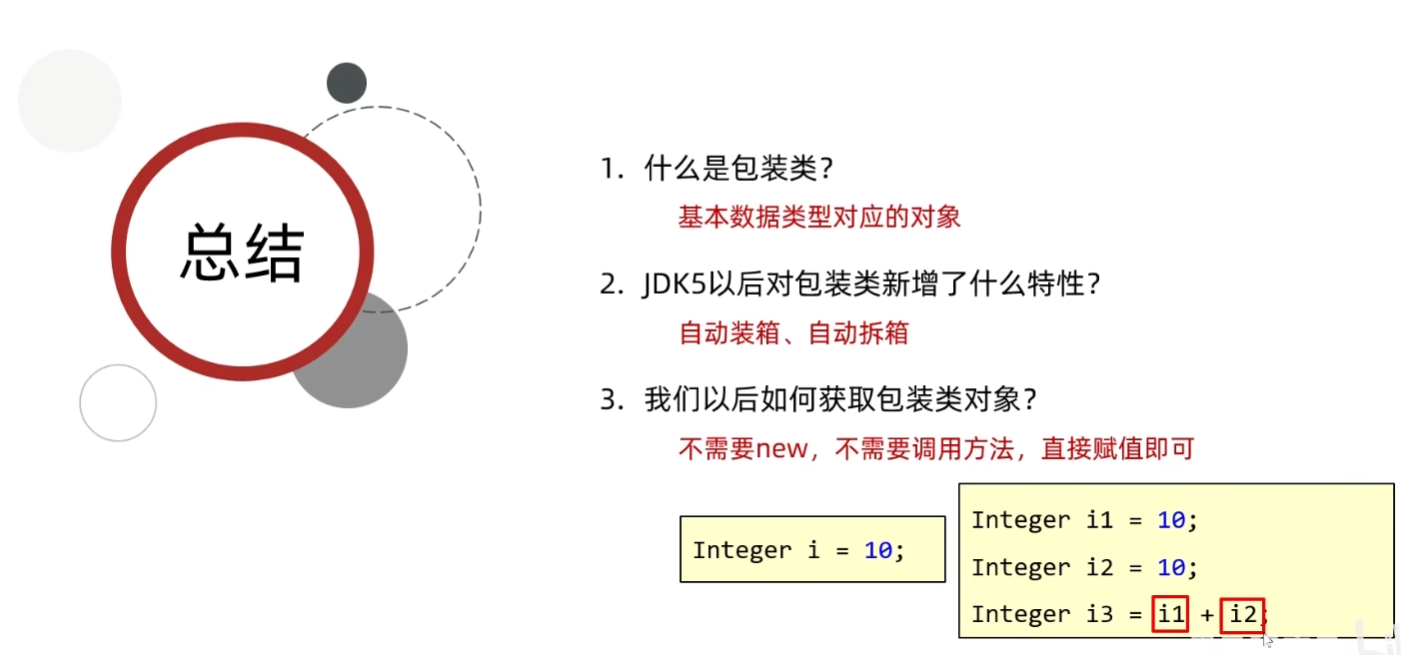 总结
1. 什么是包装类？
基本数据类型对应的对象
2. JDK5以后对包装类新增了什么特性？
自动装箱、自动拆箱
3. 我们以后如何获取包装类对象？
不需要new，不需要调用方法，直接赋值即可
Integer i = 10;
Integer i1 = 10;
Integer i2 = 10;
Integer i3 = i1 + i2;